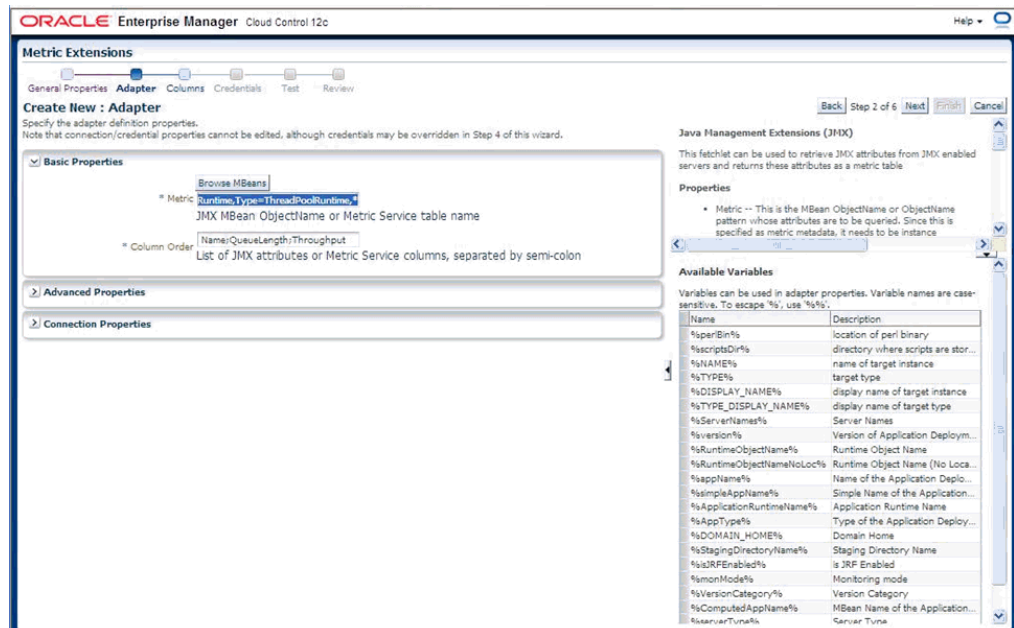 ORACLE Enterprise Manager Cloud Control 12c
Help
Metric Extensions
General Properties Adapter Columns Credentials Test Review
Create New : Adapter
Back Step 2 of 6 Next Finish Cancel
Specify the adapter definition properties.
Note that connection/credential properties cannot be edited, although credentials may be overridden in Step 4 of this wizard.
Basic Properties
Browse MBeans
* Metric Runtime,Type=ThreadPoolRuntime,*
JMX MBean ObjectName or Metric Service table name
* Column Order Name;QueueLength;Throughput
List of JMX attributes or Metric Service columns, separated by semi-colon
Advanced Properties
Connection Properties
Java Management Extensions (JMX)
This fetchlet can be used to retrieve JMX attributes from JMX enabled
servers and returns these attributes as a metric table
Properties
• Metric -- This is the MBean ObjectName or ObjectName
pattern whose attributes are to be queried. Since this is
specified as metric metadata, it needs to be instance
Available Variables
Variables can be used in adapter properties. Variable names are case-
sensitive. To escape '%', use '%%'.
Name Description
%perlBin% location of perl binary
%scriptsDir% directory where scripts are stor...
%NAME% name of target instance
%TYPE% target type
%DISPLAY_NAME% display name of target instance
%TYPE_DISPLAY_NAME% display name of target type
%ServerNames% Server Names
%version% Version of Application Deploym...
%RuntimeObjectName% Runtime Object Name
%RuntimeObjectNameNoLoc% Runtime Object Name (No Loca...
%appName% Name of the Application Deplo...
%simpleAppName% Simple Name of the Application...
%ApplicationRuntimeName% Application Runtime Name
%AppType% Type of the Application Deploy...
%DOMAIN_HOME% Domain Home
%StagingDirectoryName% Staging Directory Name
%isJRFEnabled% is JRF Enabled
%monMode% Monitoring mode
%VersionCategory% Version Category
%ComputedAppName% MBean Name of the Application...
%serverType% Server Type